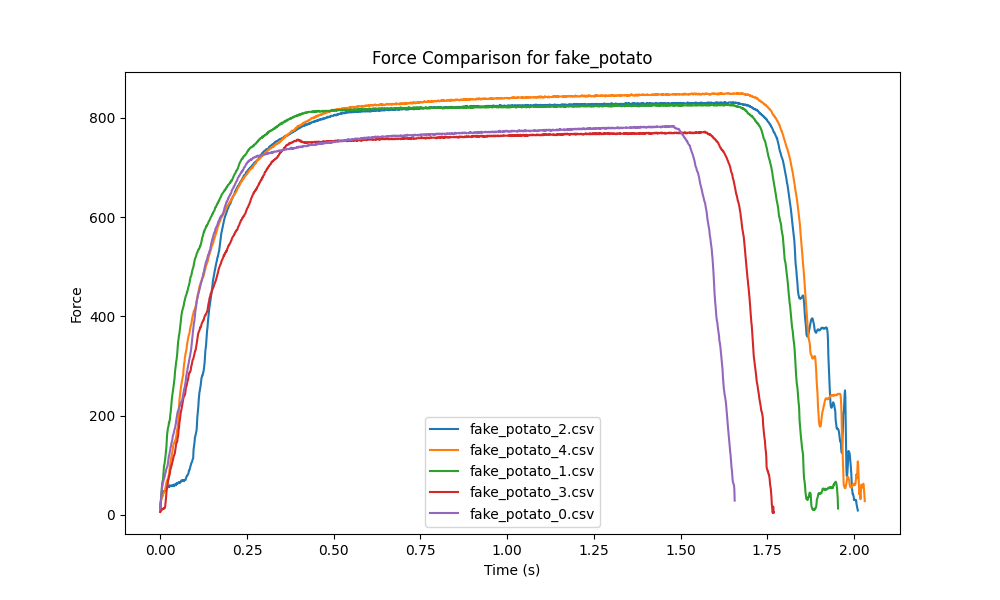 Force Comparison for fake_potato
Force
800
600
400
200
0
fake_potato_2.csv
fake_potato_4.csv
fake_potato_1.csv
fake_potato_3.csv
fake_potato_0.csv
0.00 0.25 0.50 0.75 1.00 1.25 1.50 1.75 2.00
Time (s)